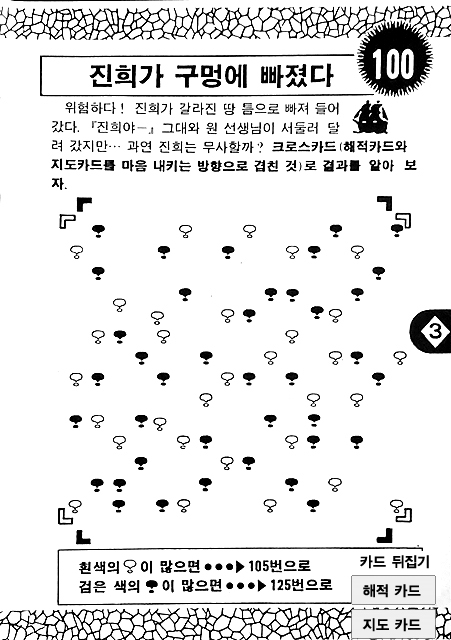 진희가 구멍에 빠졌다
100
위험하다! 진희가 갈라진 땅 틈으로 빠져 들어
갔다. 『진희야—』 그대와 원 선생님이 서둘러 달
려 갔지만… 과연 진희는 무사할까? 크로스카드(해적카드와
지도카드를 마음 내키는 방향으로 겹친 것)로 결과를 알아 보
자.
3
흰색의 이 많으면 ●●●▶ 105번으로
검은 색의 이 많으면 ●●●▶ 125번으로
카드 뒤집기
해적 카드
지도 카드